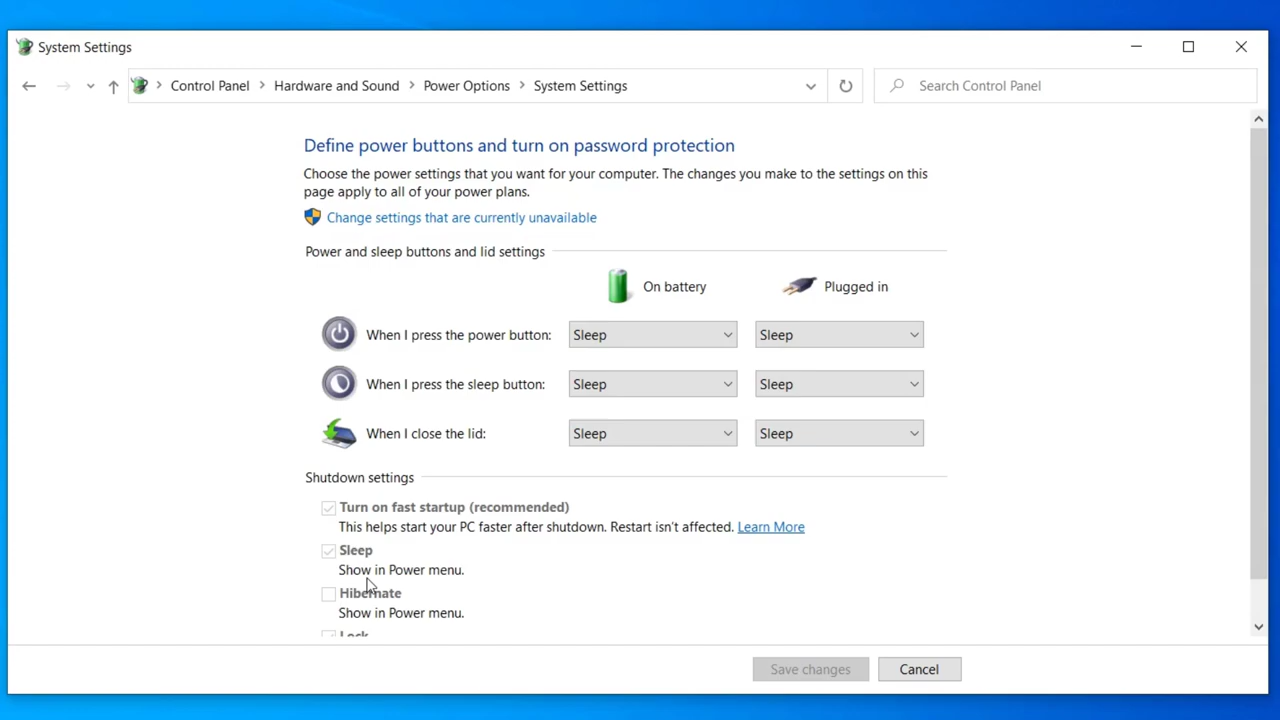 System Settings
Control Panel > Hardware and Sound > Power Options > System Settings
Search Control Panel
Define power buttons and turn on password protection
Choose the power settings that you want for your computer. The changes you make to the settings on this
page apply to all of your power plans.
Change settings that are currently unavailable
Power and sleep buttons and lid settings
On battery Plugged in
When I press the power button: Sleep Sleep
When I press the sleep button: Sleep Sleep
When I close the lid: Sleep Sleep
Shutdown settings
Turn on fast startup (recommended)
This helps start your PC faster after shutdown. Restart isn't affected. Learn More
Sleep
Show in Power menu.
Hibernate
Show in Power menu.
Lock
Save changes Cancel